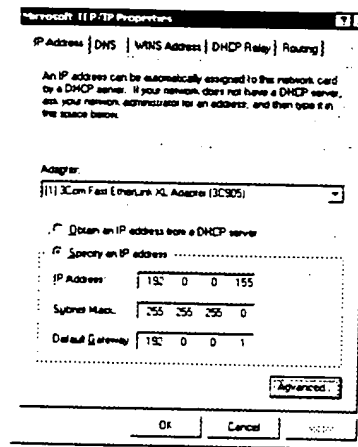 Microsoft TCP/IP Properties
IP Address DNS WINS Address DHCP Relay Routing
An IP address can be automatically assigned to this network card
by a DHCP server. If your network does not have a DHCP server,
ask your network administrator for an address, and then type it in
the space below.
Adapter:
[1] 3Com Fast EtherLink XL Adapter (3C905)
Obtain an IP address from a DHCP server
Specify an IP address
IP Address: 192 0 0 155
Subnet Mask: 255 255 255 0
Default Gateway: 192 0 0 1
Advanced...
OK Cancel